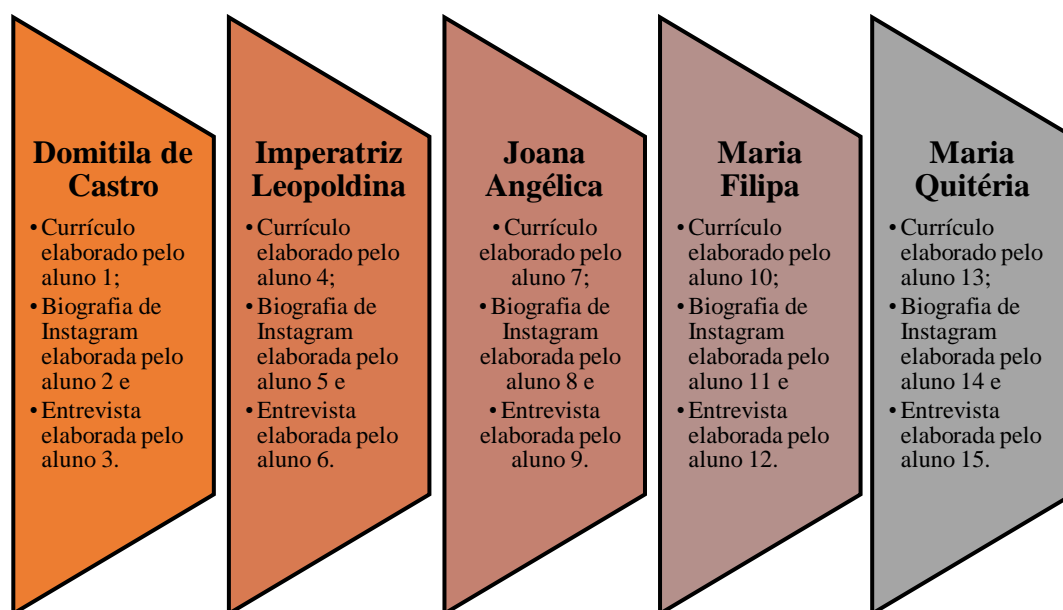 Domitila de
Castro
• Currículo
elaborado pelo
aluno 1;
• Biografia de
Instagram
elaborada pelo
aluno 2 e
• Entrevista
elaborada pelo
aluno 3.
Imperatriz
Leopoldina
• Currículo
elaborado pelo
aluno 4;
• Biografia de
Instagram
elaborada pelo
aluno 5 e
• Entrevista
elaborada pelo
aluno 6.
Joana
Angélica
• Currículo
elaborado pelo
aluno 7;
• Biografia de
Instagram
elaborada pelo
aluno 8 e
• Entrevista
elaborada pelo
aluno 9.
Maria
Filipa
• Currículo
elaborado pelo
aluno 10;
• Biografia de
Instagram
elaborada pelo
aluno 11 e
• Entrevista
elaborada pelo
aluno 12.
Maria
Quitéria
• Currículo
elaborado pelo
aluno 13;
• Biografia de
Instagram
elaborada pelo
aluno 14 e
• Entrevista
elaborada pelo
aluno 15.